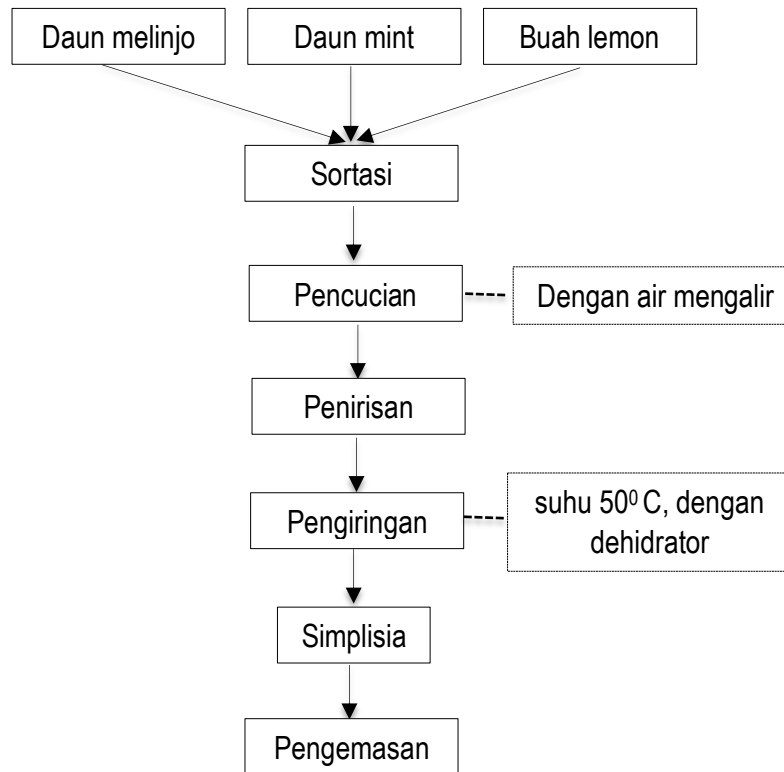 Daun melinjo
Daun mint
Buah lemon
Sortasi
Pencucian
Dengan air mengalir
Penirisan
Pengiringan
suhu 50⁰ C, dengan
dehidrator
Simplisia
Pengemasan